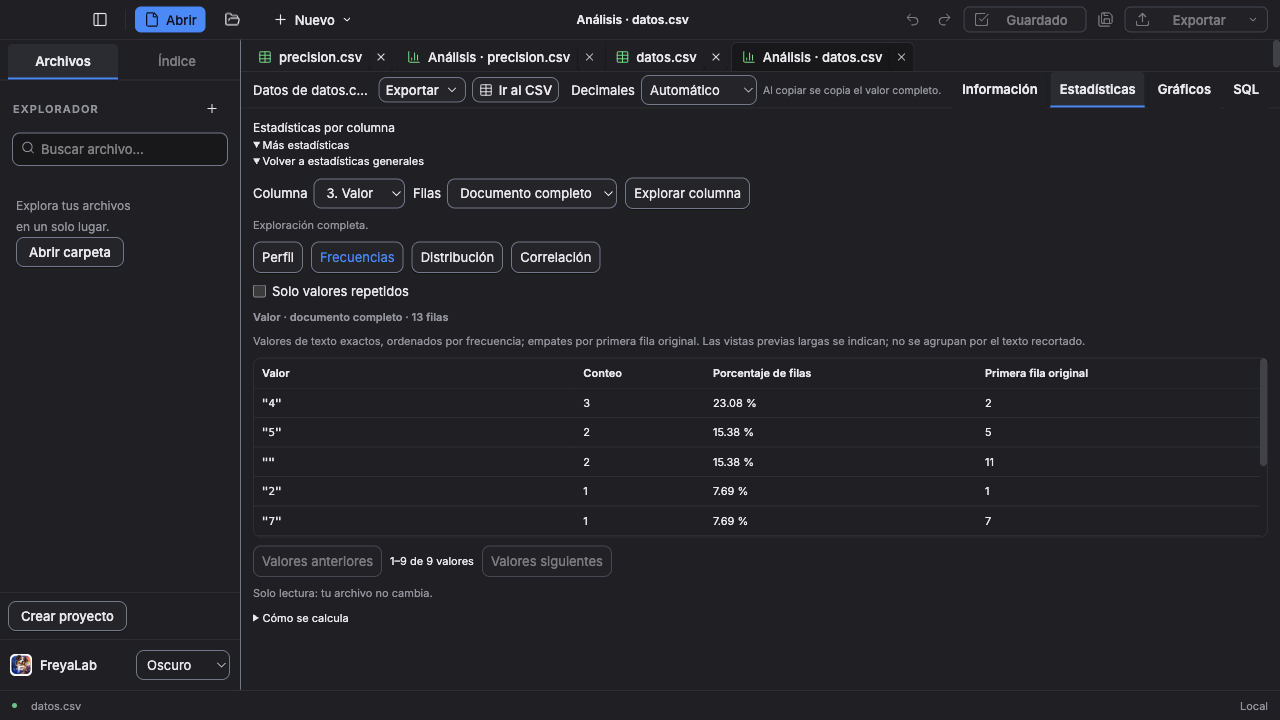 Abrir
Nuevo
Análisis · datos.csv
Guardado
Exportar
Archivos
Índice
EXPLORADOR
Buscar archivo...
Explora tus archivos
en un solo lugar.
Abrir carpeta
Crear proyecto
FreyaLab
Oscuro
precision.csv
Análisis · precision.csv
datos.csv
Análisis · datos.csv
Datos de datos.c...
Exportar
Ir al CSV
Decimales
Automático
Al copiar se copia el valor completo.
Información
Estadísticas
Gráficos
SQL
Estadísticas por columna
Más estadísticas
Volver a estadísticas generales
Columna
3. Valor
Filas
Documento completo
Explorar columna
Exploración completa.
Perfil
Frecuencias
Distribución
Correlación
Solo valores repetidos
Valor · documento completo · 13 filas
Valores de texto exactos, ordenados por frecuencia; empates por primera fila original. Las vistas previas largas se indican; no se agrupan por el texto recortado.
Valor Conteo Porcentaje de filas Primera fila original
"4" 3 23.08 % 2
"5" 2 15.38 % 5
"" 2 15.38 % 11
"2" 1 7.69 % 1
"7" 1 7.69 % 7
Valores anteriores
1–9 de 9 valores
Valores siguientes
Solo lectura: tu archivo no cambia.
Cómo se calcula
datos.csv
Local